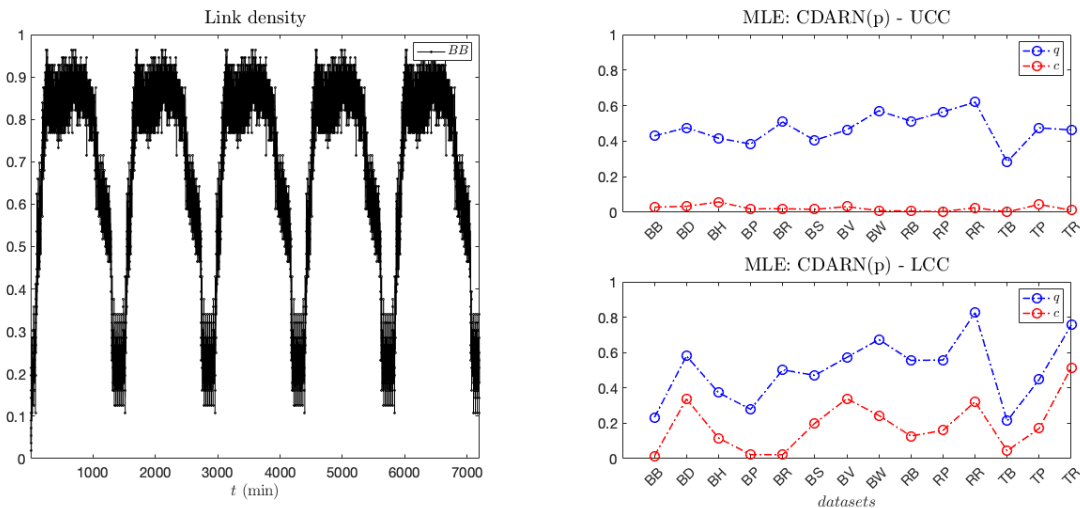 Link density
BB
1
0.9
0.8
0.7
0.6
0.5
0.4
0.3
0.2
0.1
0
1000 2000 3000 4000 5000 6000 7000
t (min)
MLE: CDARN(p) - UCC
q
c
1
0.8
0.6
0.4
0.2
0
BB BD BH BP BR BS BV BW RB RP RR TB TP TR
MLE: CDARN(p) - LCC
q
c
1
0.8
0.6
0.4
0.2
0
BB BD BH BP BR BS BV BW RB RP RR TB TP TR
datasets